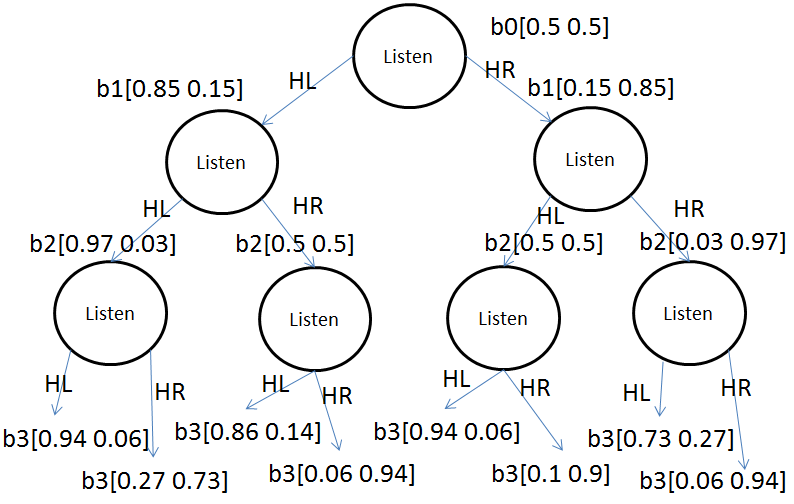 b0[0.5 0.5]
Listen
HL
HR
b1[0.85 0.15]
b1[0.15 0.85]
Listen
Listen
HL
HR
HL
HR
b2[0.97 0.03]
b2[0.5 0.5]
b2[0.5 0.5]
b2[0.03 0.97]
Listen
Listen
Listen
Listen
HL
HR
HL
HR
HL
HR
HL
HR
b3[0.94 0.06]
b3[0.86 0.14]
b3[0.94 0.06]
b3[0.73 0.27]
b3[0.27 0.73]
b3[0.06 0.94]
b3[0.1 0.9]
b3[0.06 0.94]